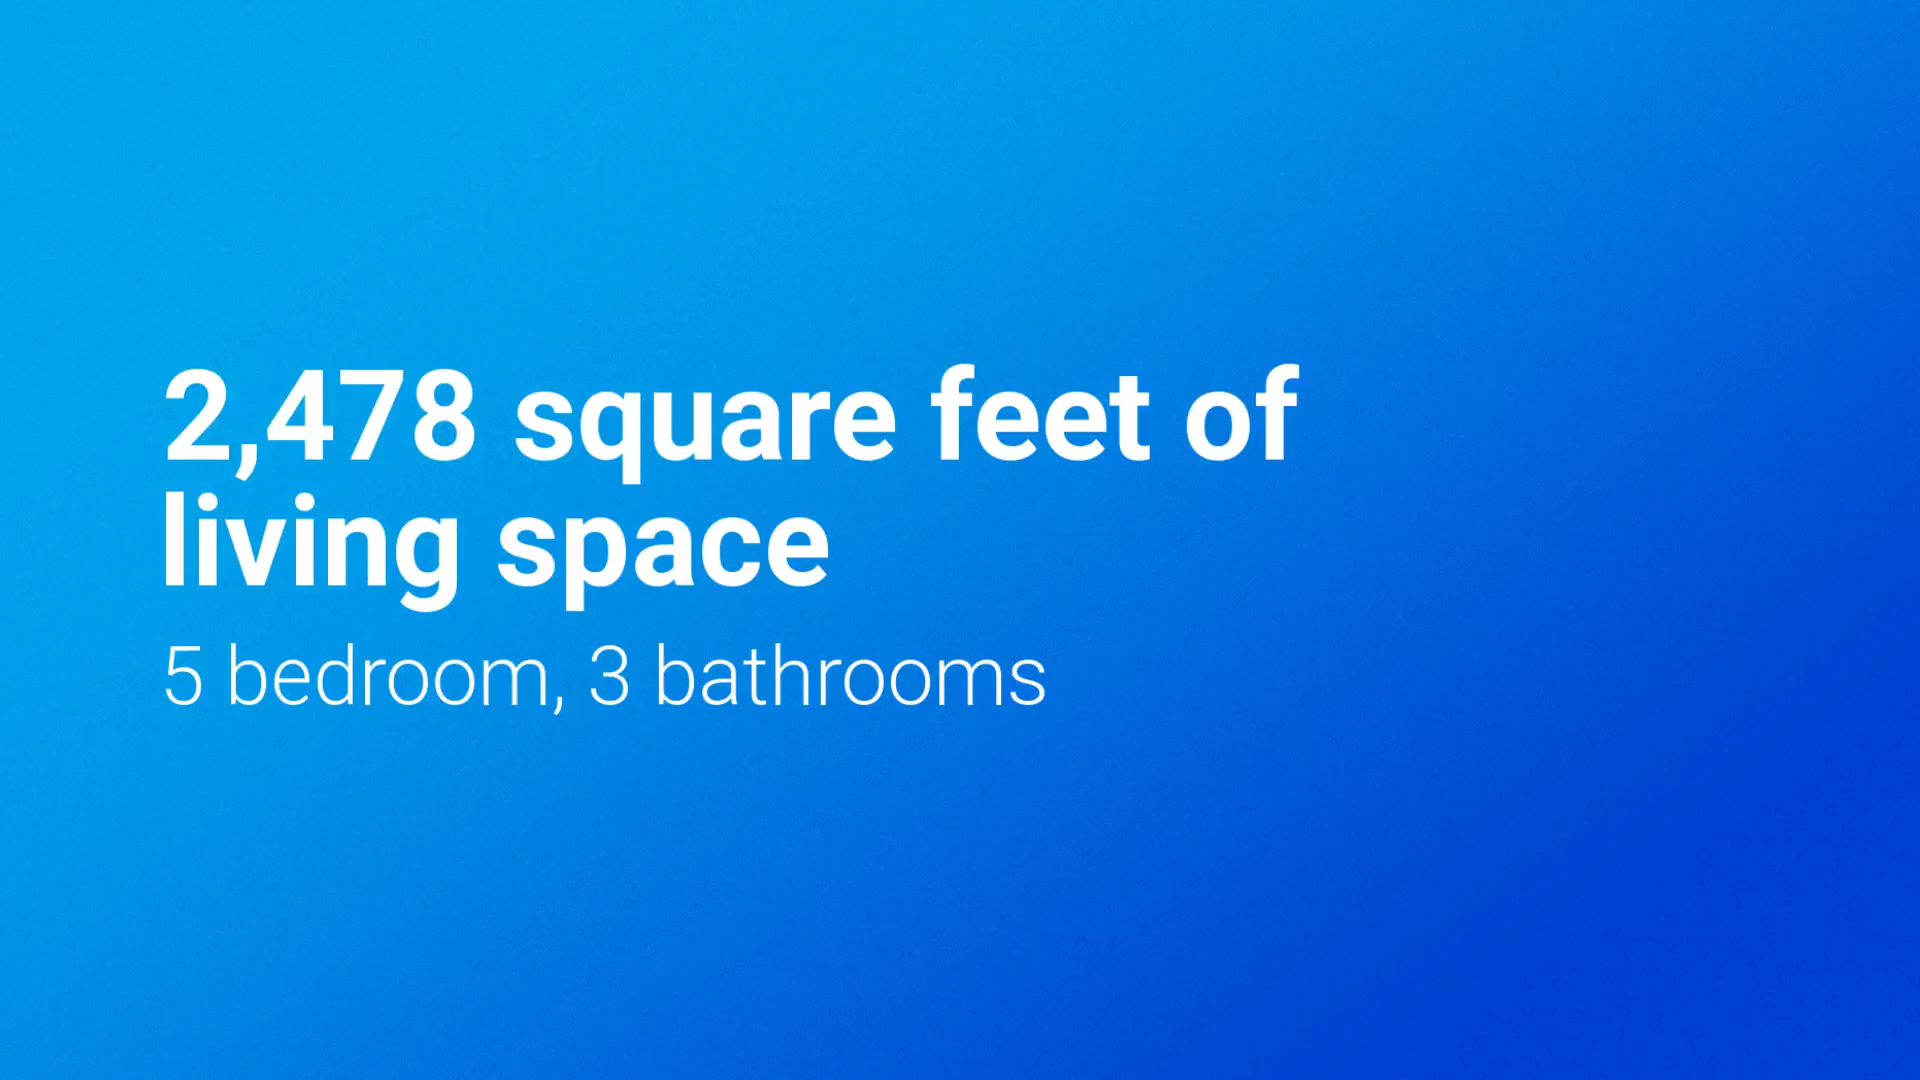 2,478 square feet of
living space
5 bedroom, 3 bathrooms